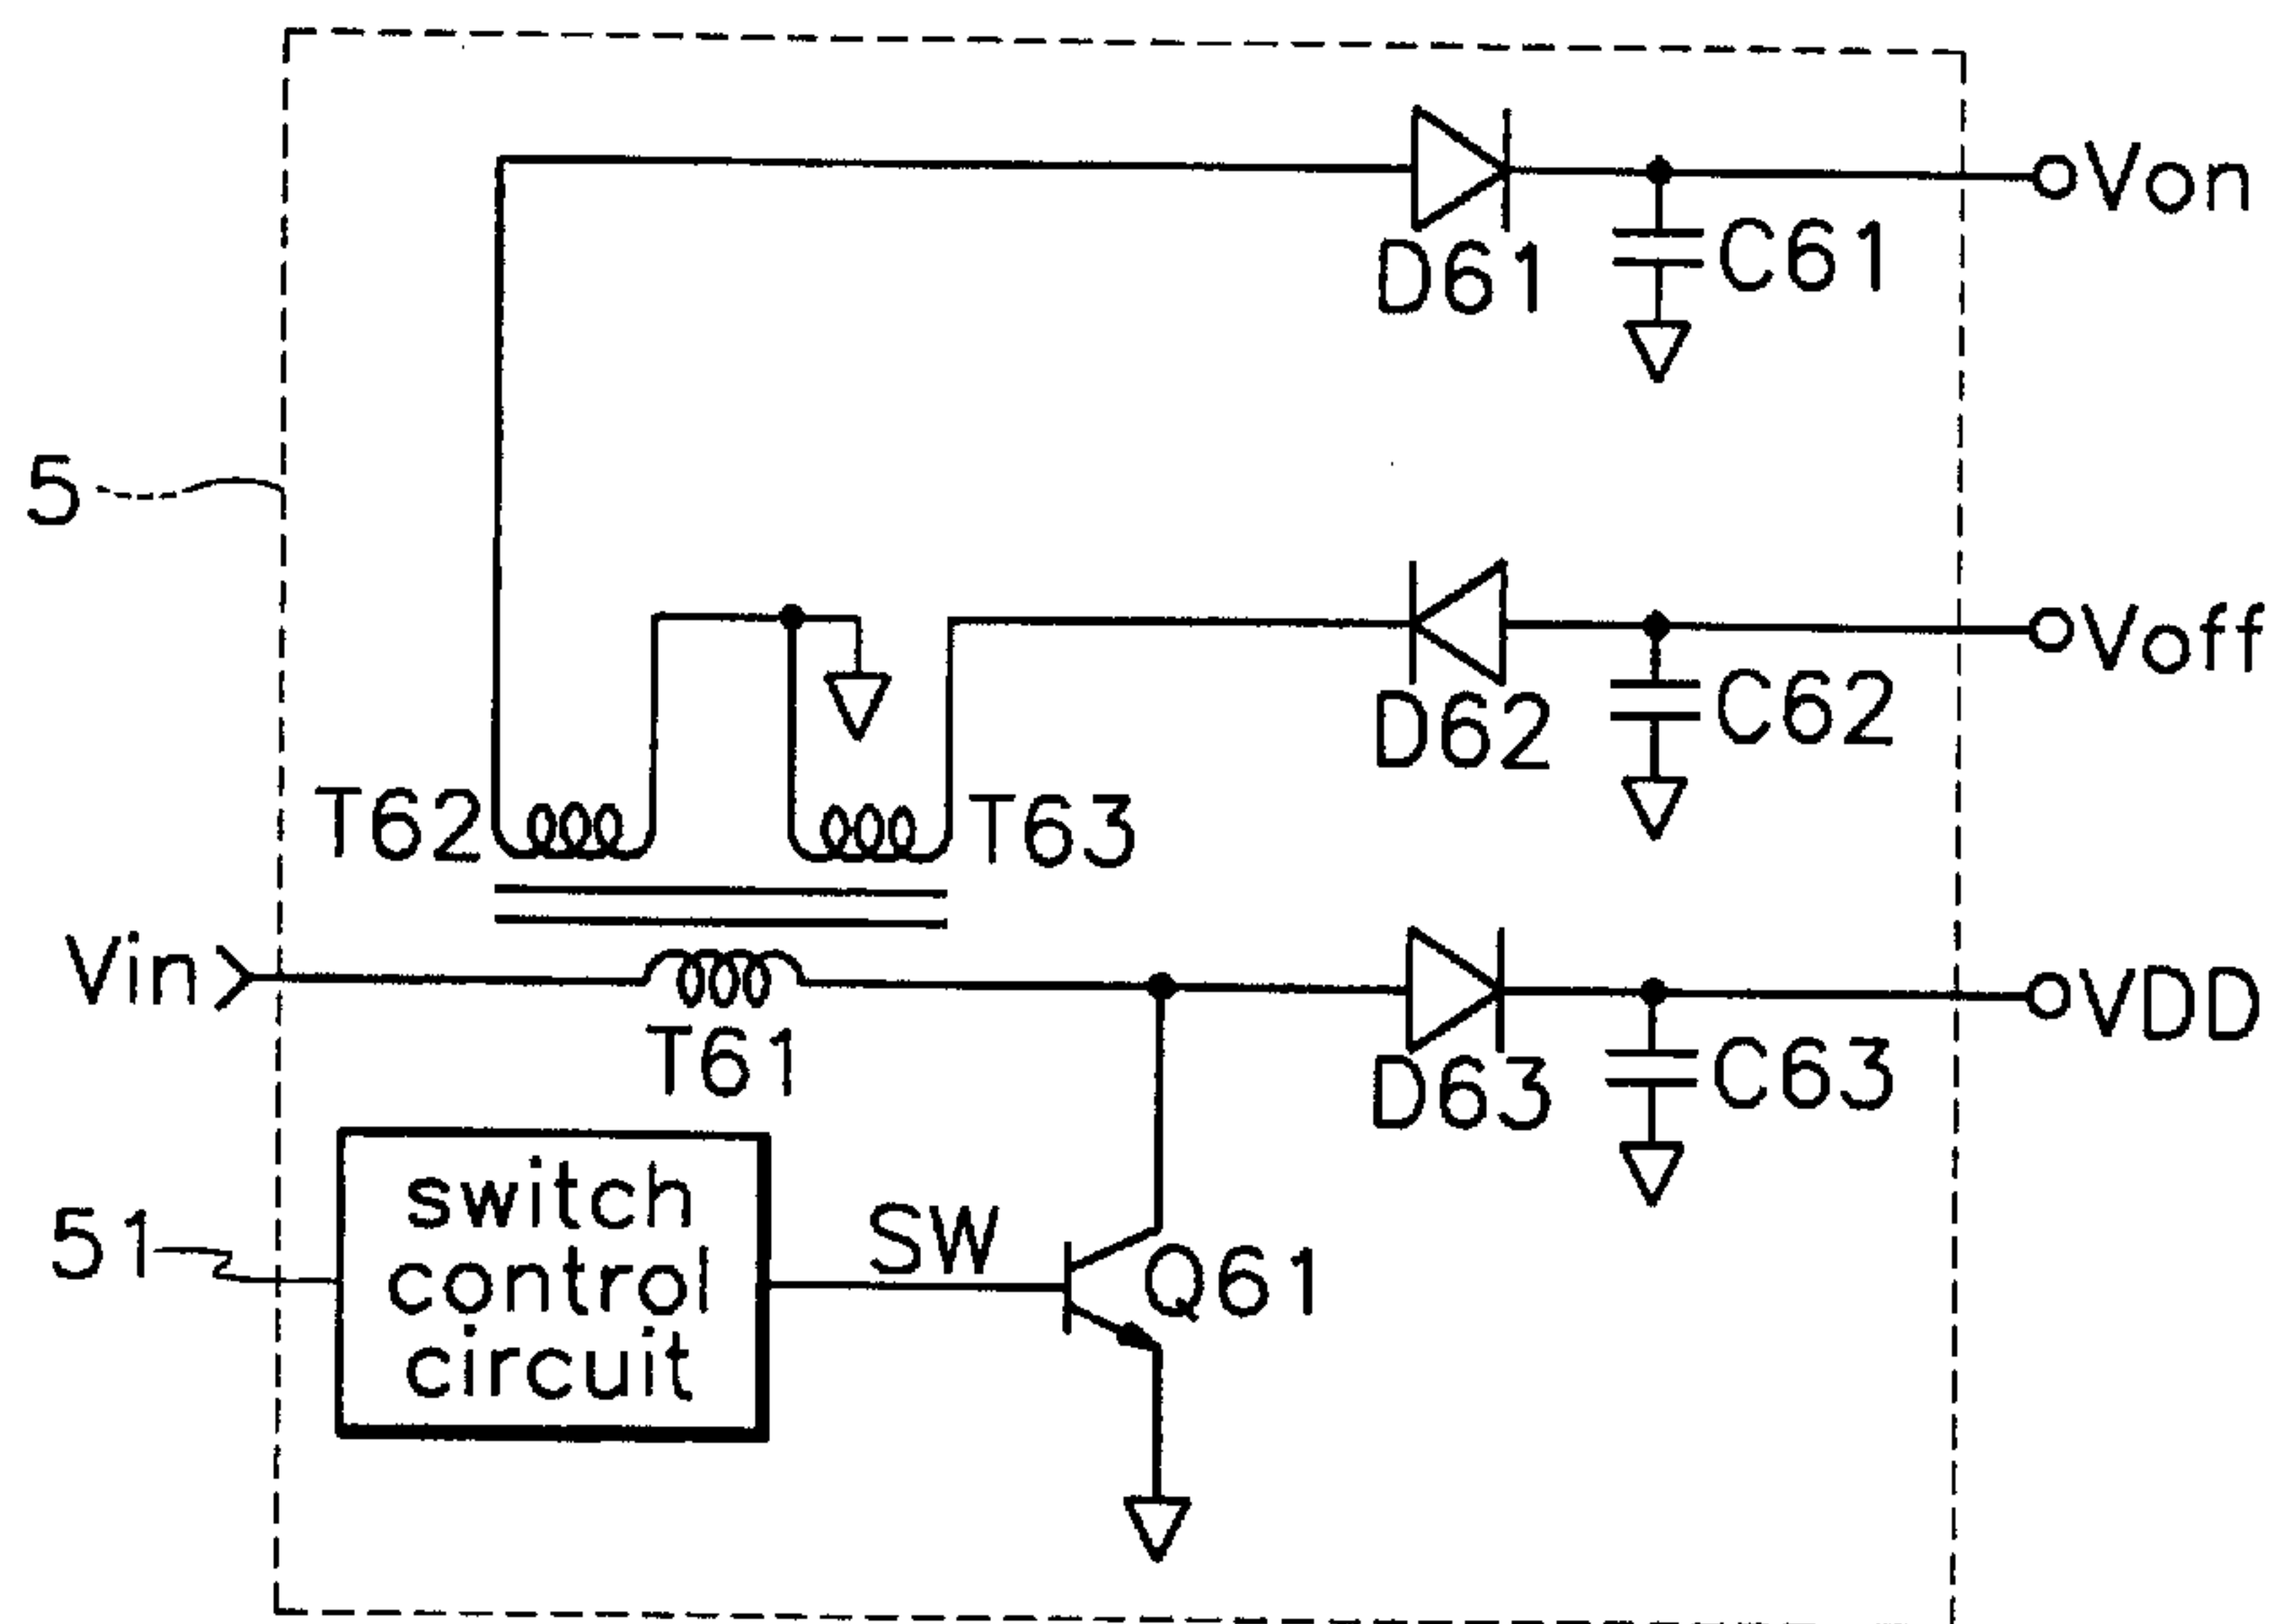 Von
D61
C61
5
Voff
D62
C62
T62
T63
Vin
VDD
T61
D63
C63
51
switch
control
circuit
SW
Q61